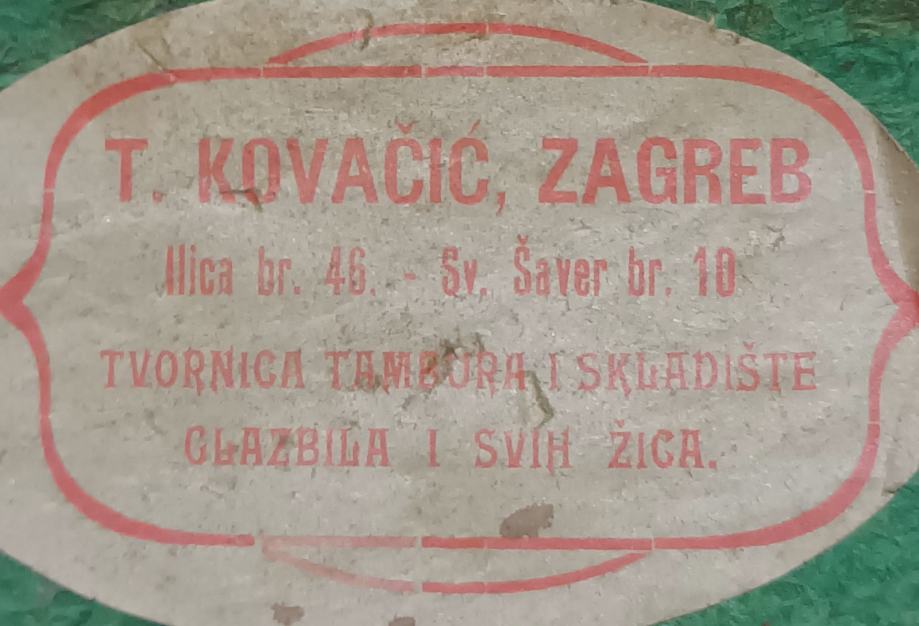 T. KOVAČIĆ, ZAGREB
Ilica br. 46. - Sv. Šaver br. 10
TVORNICA TAMBURA I SKLADIŠTE
GLAZBILA I SVIH ŽICA.